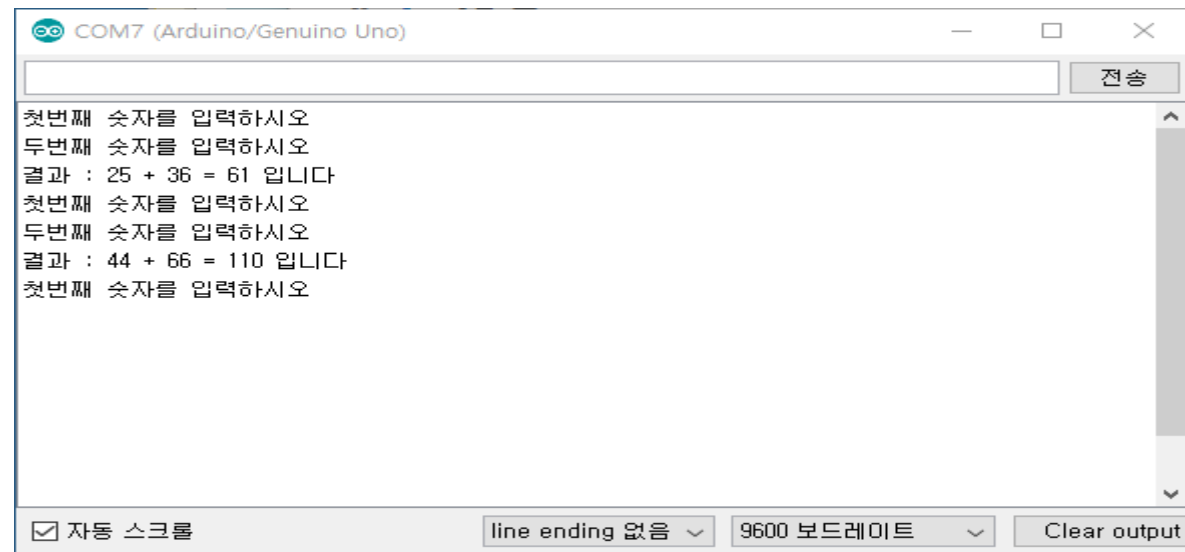 COM7 (Arduino/Genuino Uno)
전송
첫번째 숫자를 입력하시오
두번째 숫자를 입력하시오
결과 : 25 + 36 = 61 입니다
첫번째 숫자를 입력하시오
두번째 숫자를 입력하시오
결과 : 44 + 66 = 110 입니다
첫번째 숫자를 입력하시오
자동 스크롤 line ending 없음 9600 보드레이트 Clear output